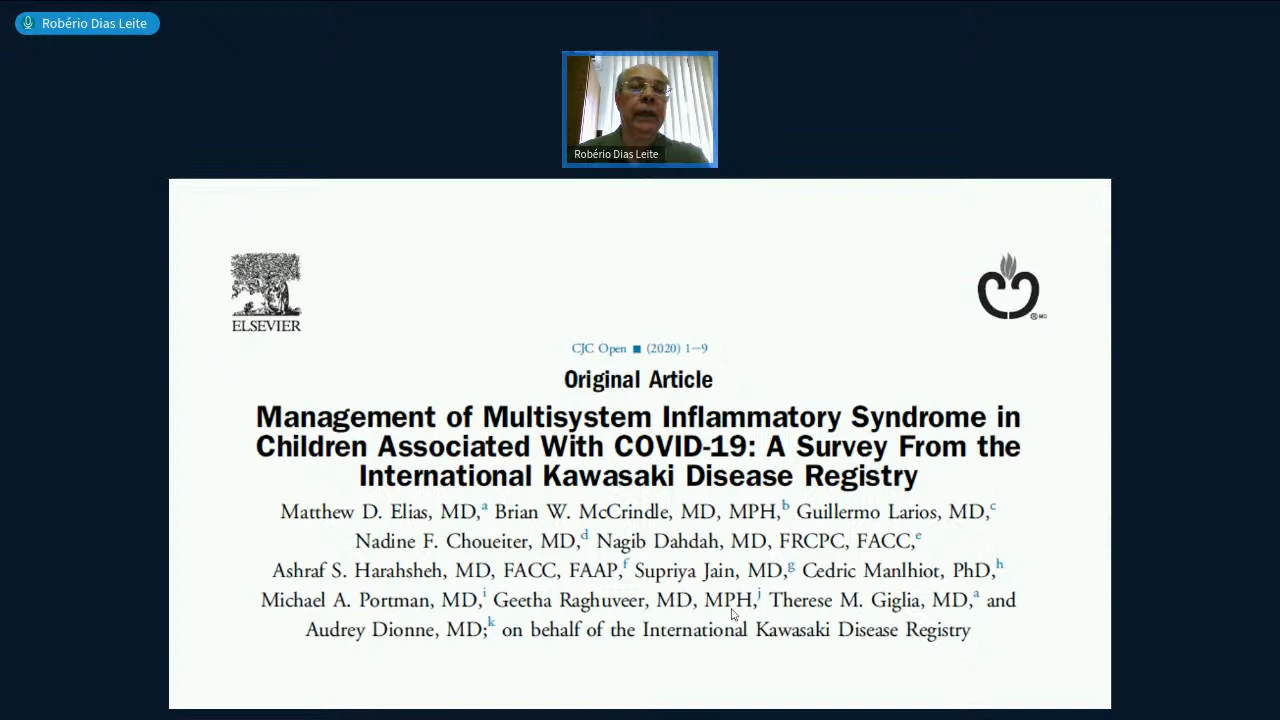 Robério Dias Leite
Robério Dias Leite
ELSEVIER
® MD
CJC Open ■ (2020) 1–9
Original Article
Management of Multisystem Inflammatory Syndrome in
Children Associated With COVID-19: A Survey From the
International Kawasaki Disease Registry
Matthew D. Elias, MD,ᵃ Brian W. McCrindle, MD, MPH,ᵇ Guillermo Larios, MD,ᶜ
Nadine F. Choueiter, MD,ᵈ Nagib Dahdah, MD, FRCPC, FACC,ᵉ
Ashraf S. Harahsheh, MD, FACC, FAAP,ᶠ Supriya Jain, MD,ᵍ Cedric Manlhiot, PhD,ʰ
Michael A. Portman, MD,ⁱ Geetha Raghuveer, MD, MPH,ʲ Therese M. Giglia, MD,ᵃ and
Audrey Dionne, MD;ᵏ on behalf of the International Kawasaki Disease Registry